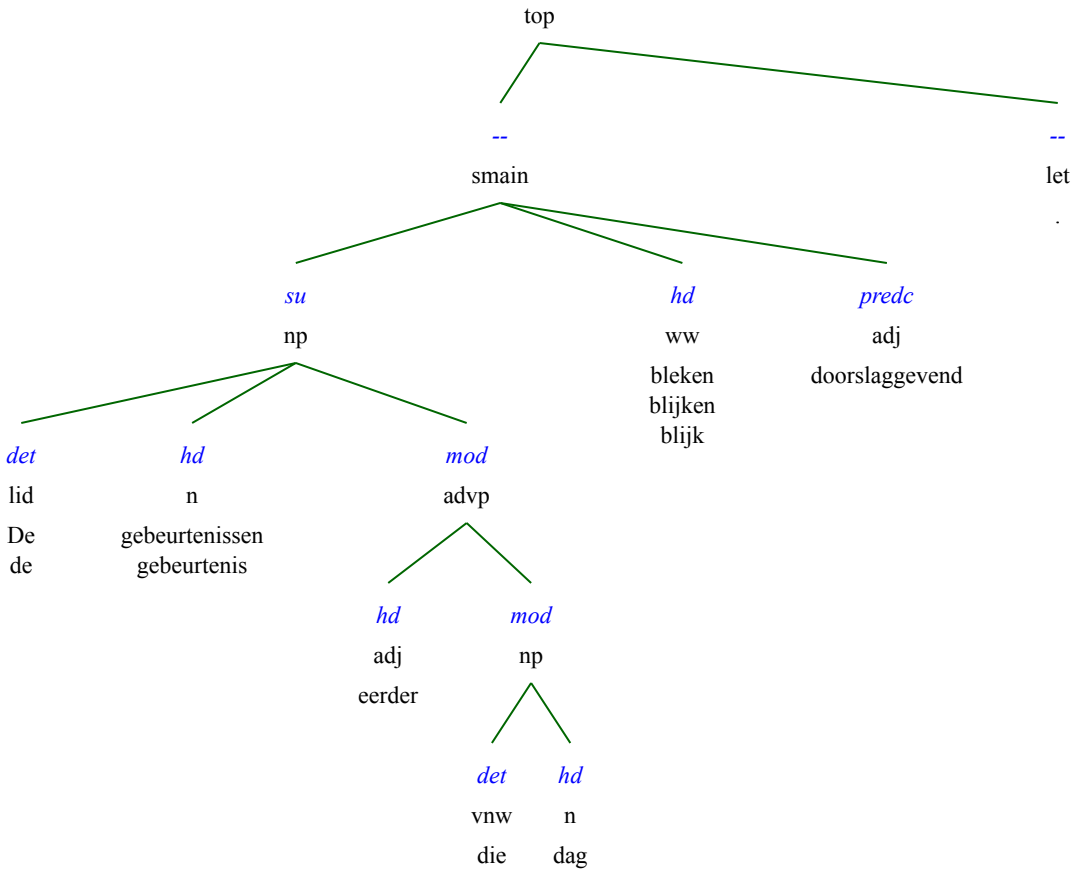 top
-- --
smain let
.
su hd predc
np ww adj
bleken doorslaggevend
blijken
blijk
det hd mod
lid n advp
De gebeurtenissen
de gebeurtenis
hd mod
adj np
eerder
det hd
vnw n
die dag